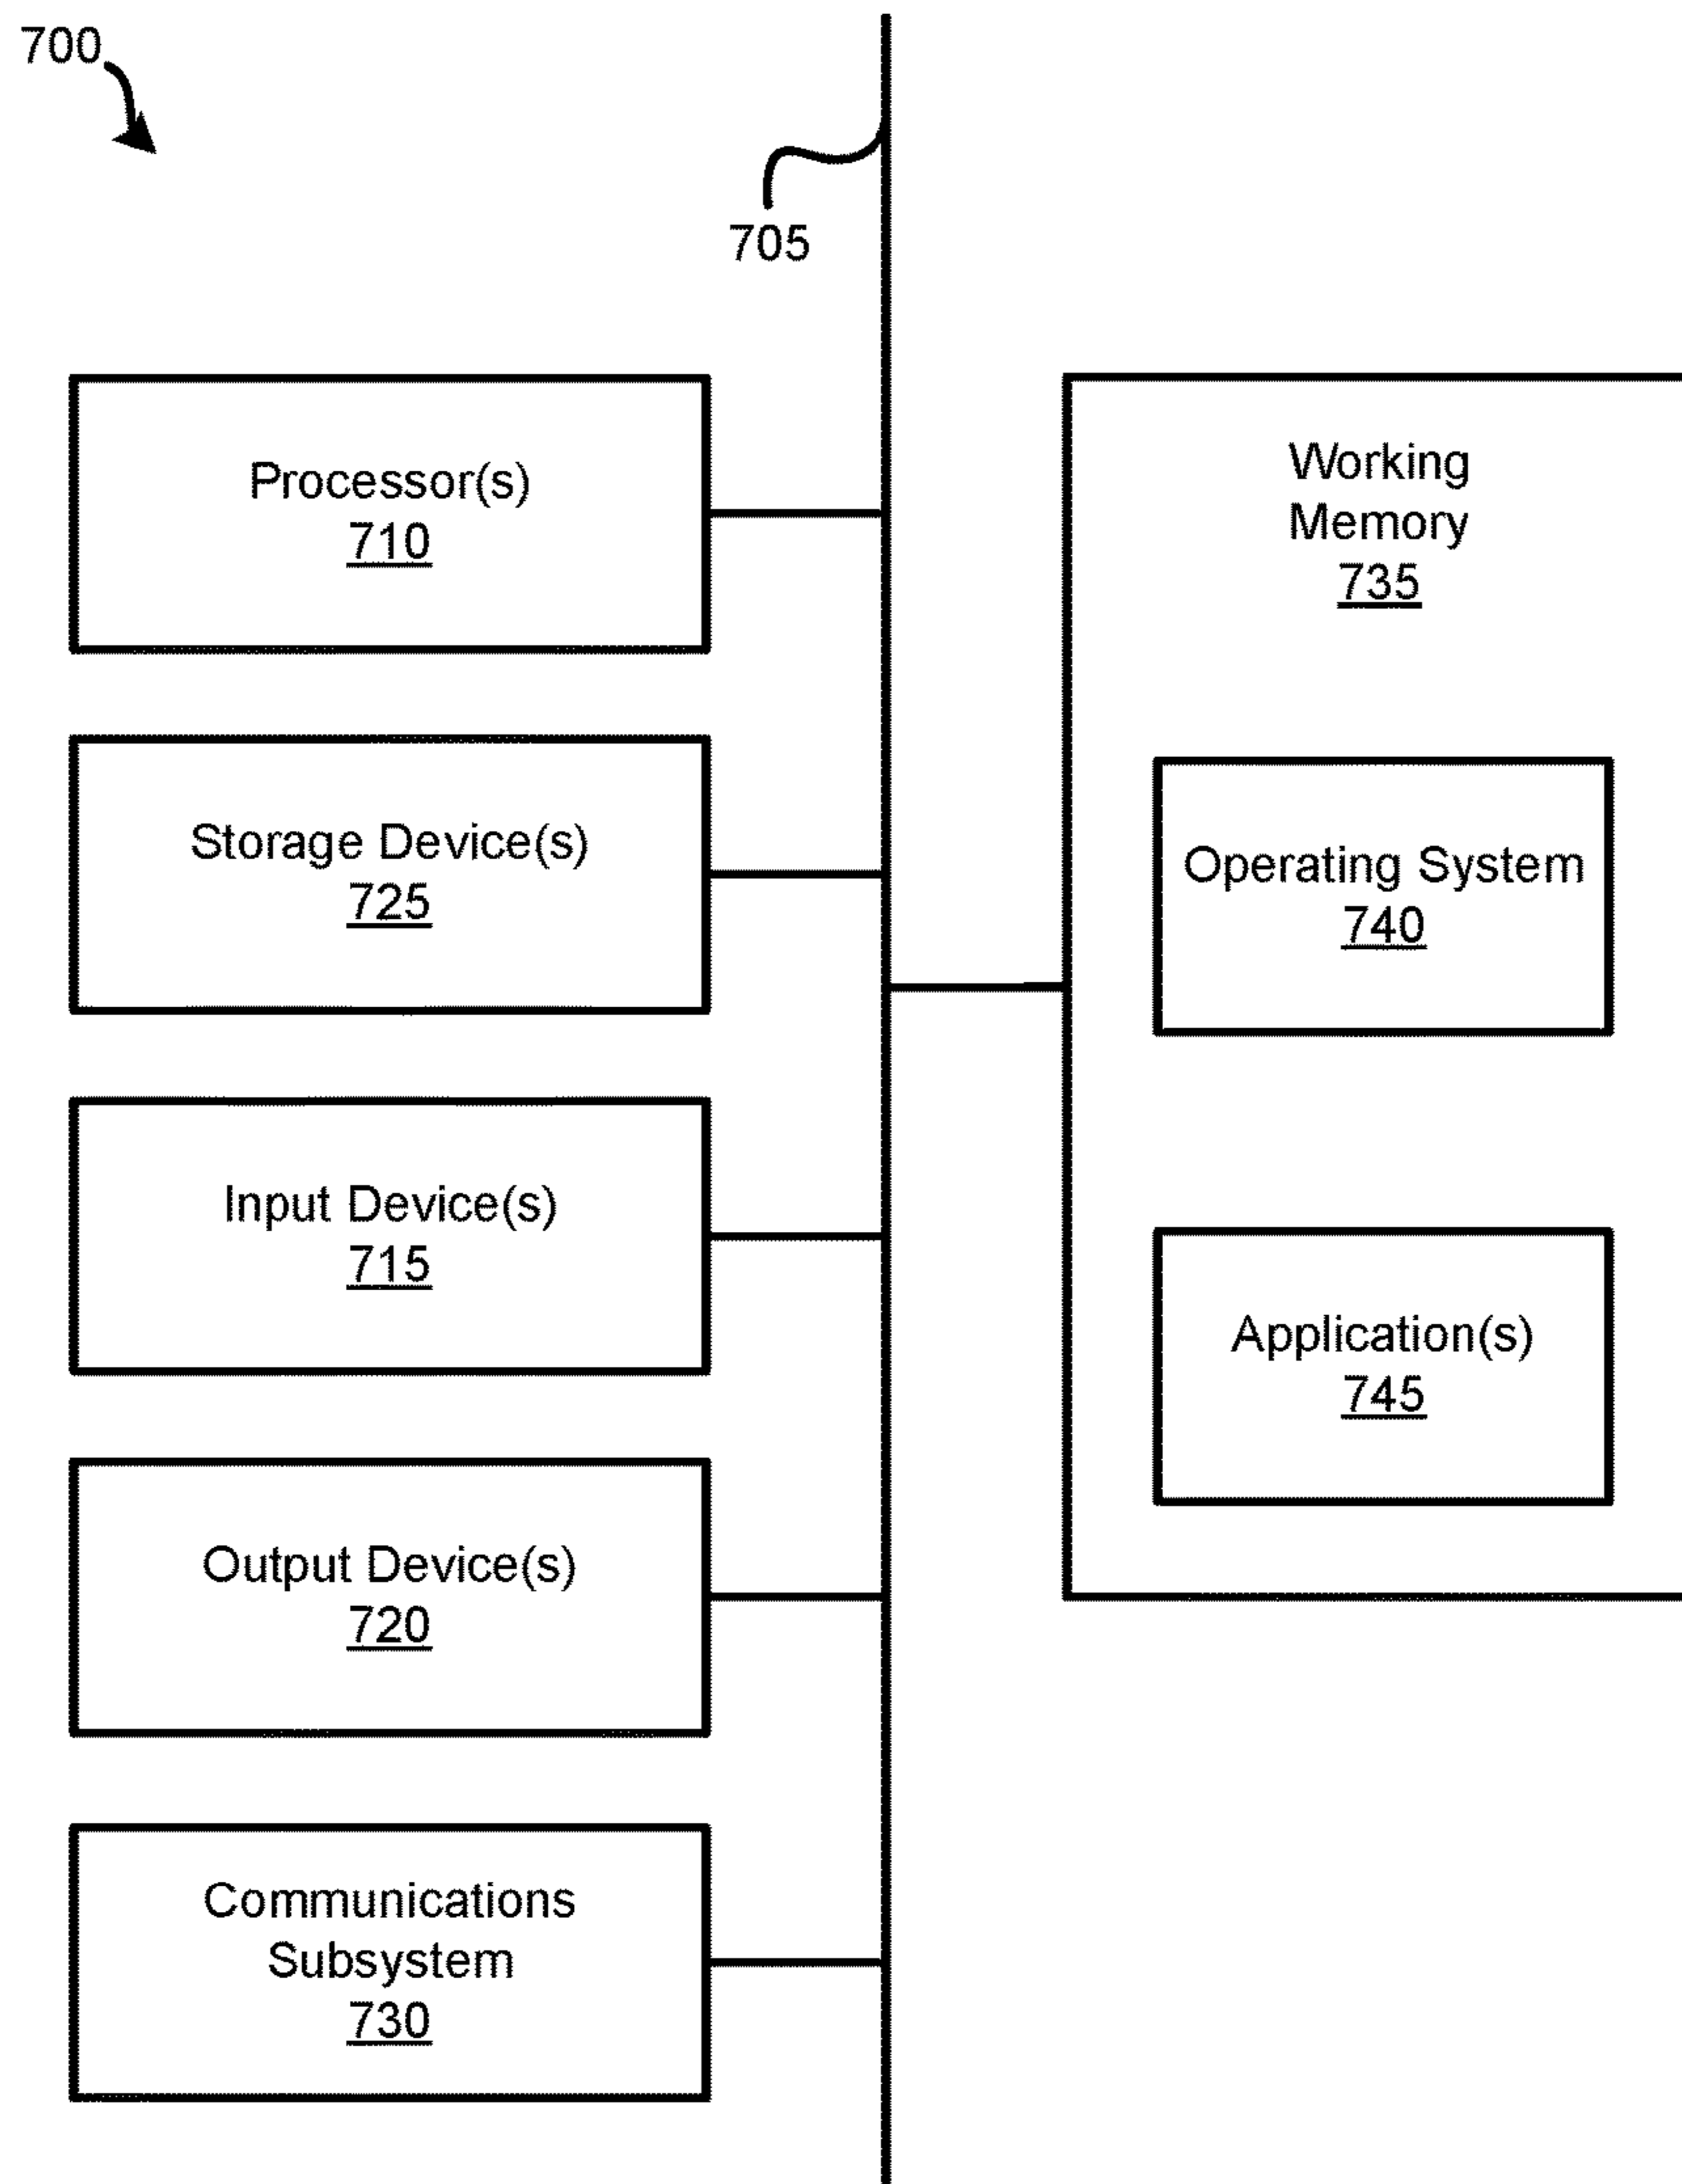 700
705
Processor(s)
710
Storage Device(s)
725
Input Device(s)
715
Output Device(s)
720
Communications
Subsystem
730
Working
Memory
735
Operating System
740
Application(s)
745